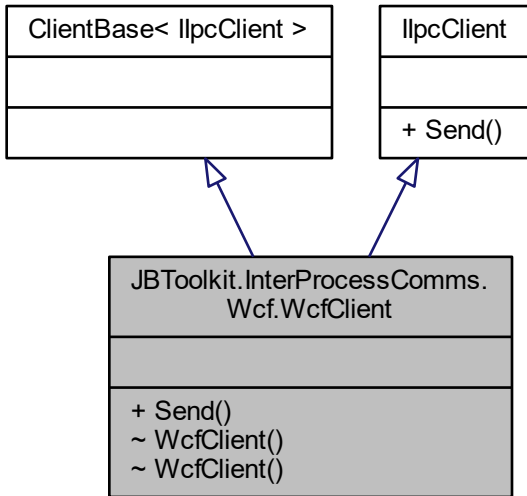 ClientBase< IIpcClient >
IIpcClient
+ Send()
JBToolkit.InterProcessComms.
Wcf.WcfClient
+ Send()
~ WcfClient()
~ WcfClient()